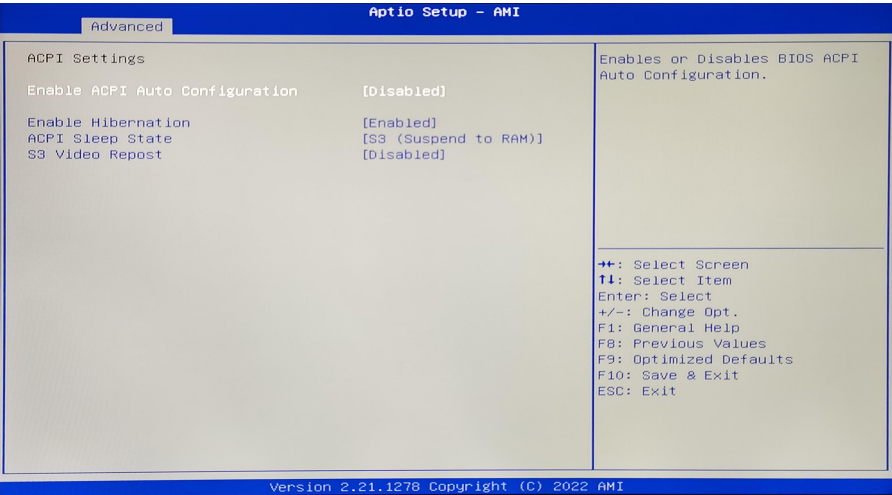 Aptio Setup – AMI
Advanced
ACPI Settings
Enable ACPI Auto Configuration [Disabled]
Enable Hibernation [Enabled]
ACPI Sleep State [S3 (Suspend to RAM)]
S3 Video Repost [Disabled]
Enables or Disables BIOS ACPI
Auto Configuration.
→←: Select Screen
↑↓: Select Item
Enter: Select
+/-: Change Opt.
F1: General Help
F8: Previous Values
F9: Optimized Defaults
F10: Save & Exit
ESC: Exit
Version 2.21.1278 Copyright (C) 2022 AMI